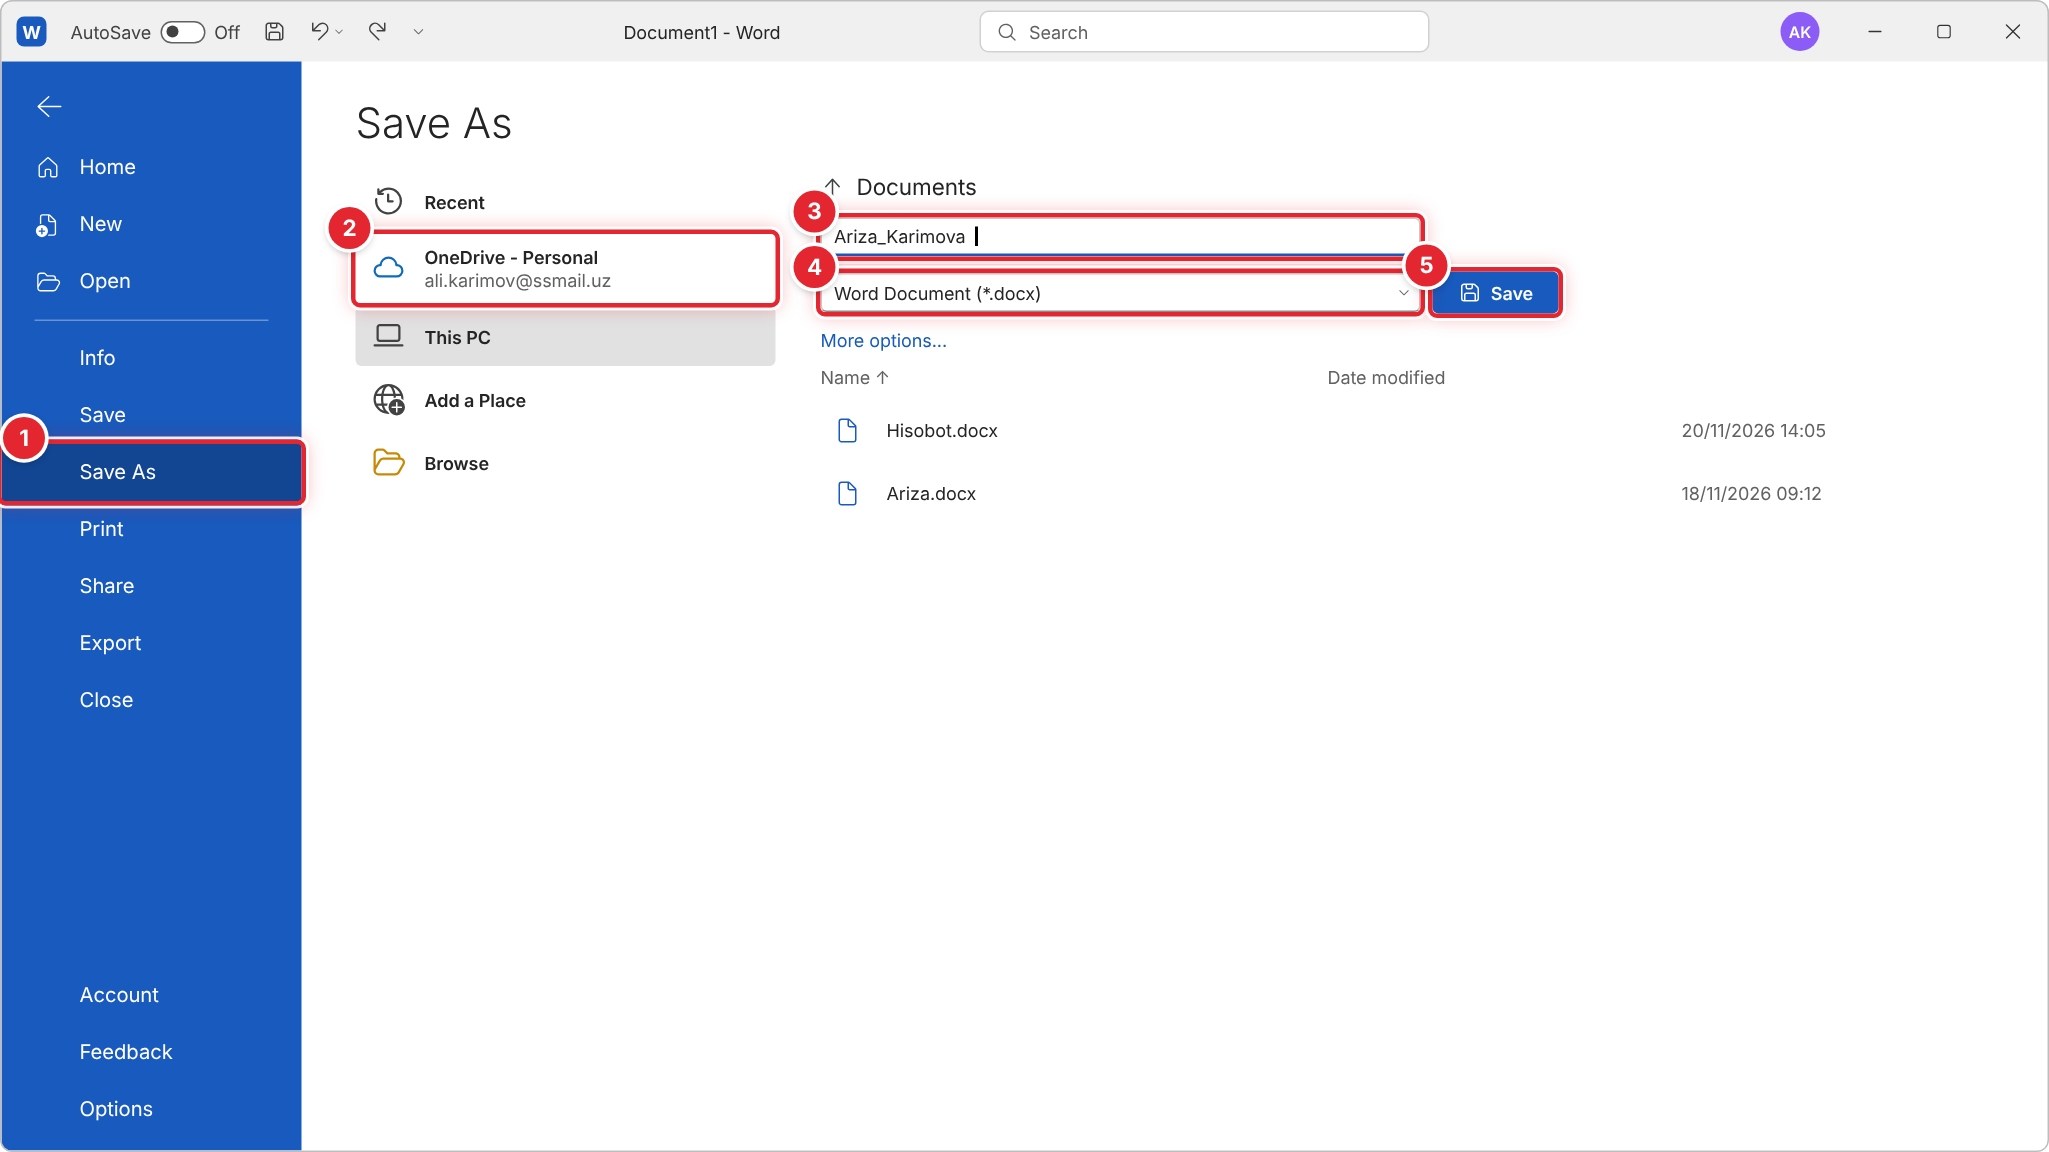 W AutoSave Off Document1 - Word Search AK
Home
New
Open
Info
Save
1
Save As
Print
Share
Export
Close
Account
Feedback
Options
Save As
Recent
2
OneDrive - Personal
ali.karimov@ssmail.uz
This PC
Add a Place
Browse
Documents
3
Ariza_Karimova
4
Word Document (*.docx)
5
Save
More options...
Name Date modified
Hisobot.docx 20/11/2026 14:05
Ariza.docx 18/11/2026 09:12